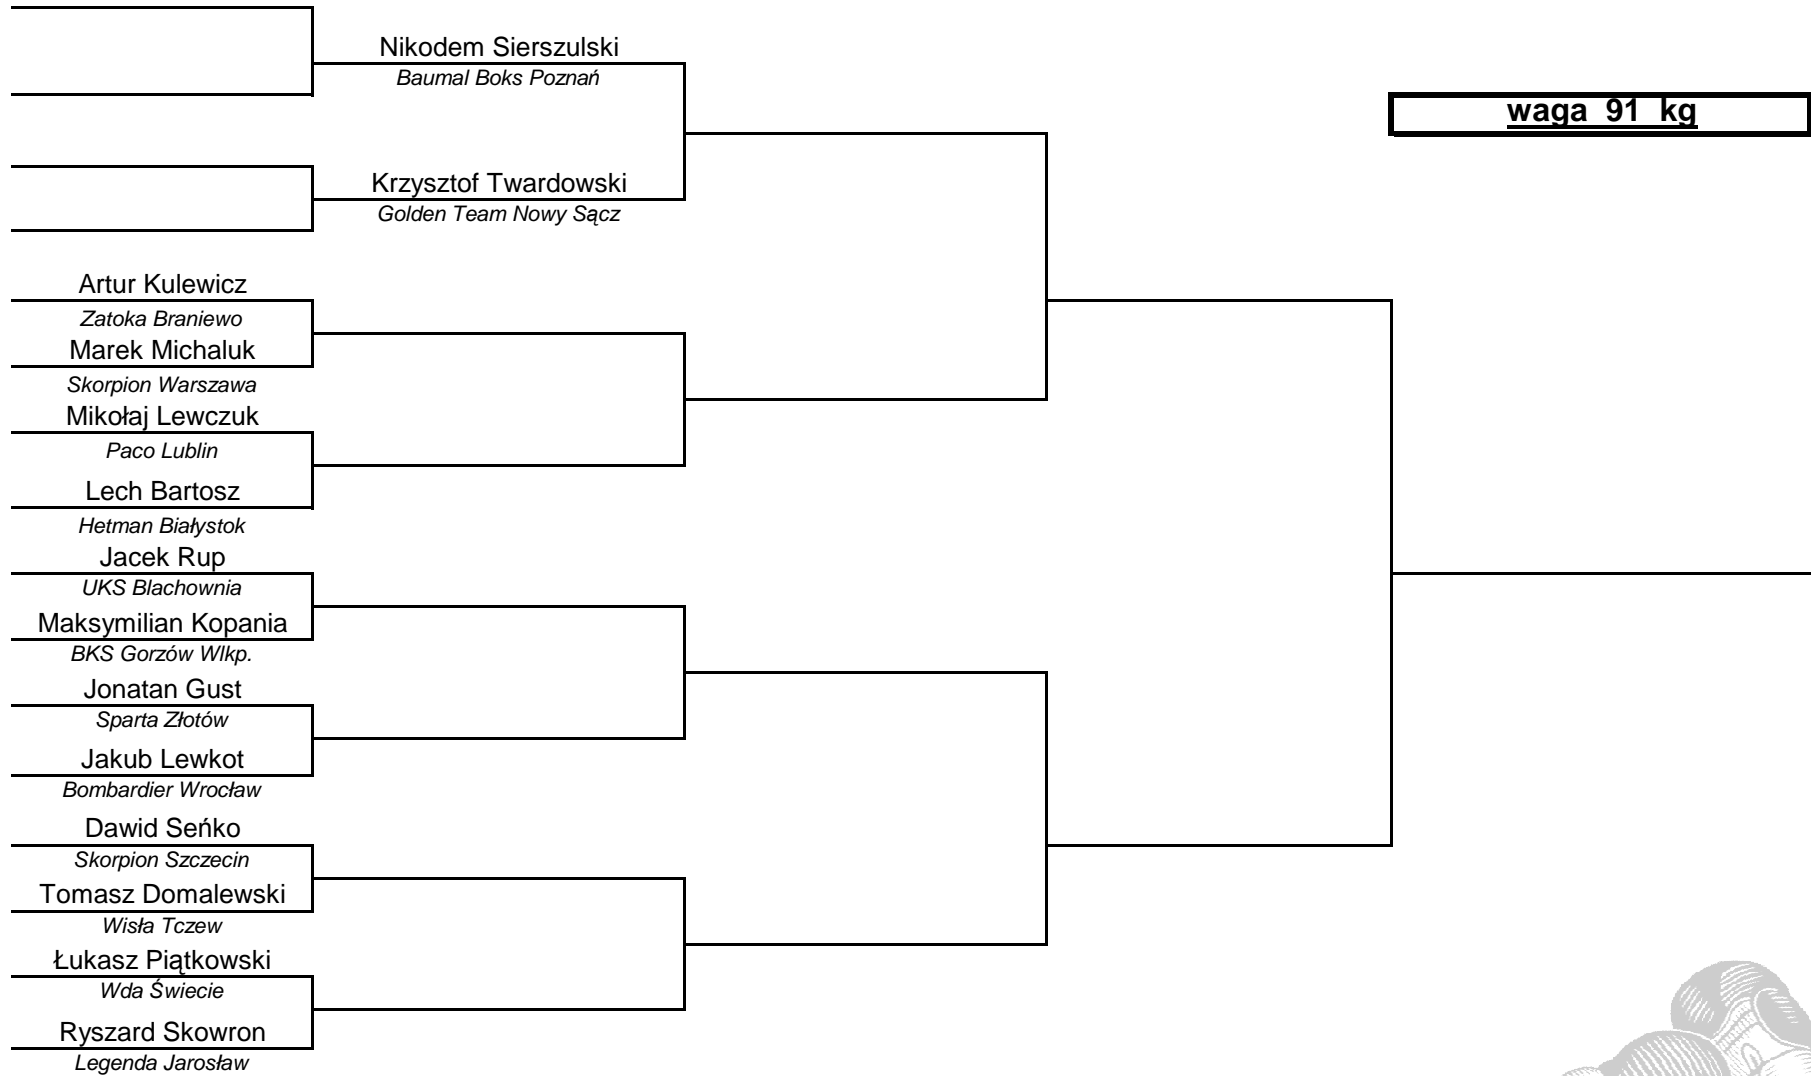 Nikodem Sierszulski
Baumal Boks Poznań
waga 91 kg
Krzysztof Twardowski
Golden Team Nowy Sącz
Artur Kulewicz
Zatoka Braniewo
Marek Michaluk
Skorpion Warszawa
Mikołaj Lewczuk
Paco Lublin
Lech Bartosz
Hetman Białystok
Jacek Rup
UKS Blachownia
Maksymilian Kopania
BKS Gorzów Wlkp.
Jonatan Gust
Sparta Złotów
Jakub Lewkot
Bombardier Wrocław
Dawid Seńko
Skorpion Szczecin
Tomasz Domalewski
Wisła Tczew
Łukasz Piątkowski
Wda Świecie
Ryszard Skowron
Legenda Jarosław